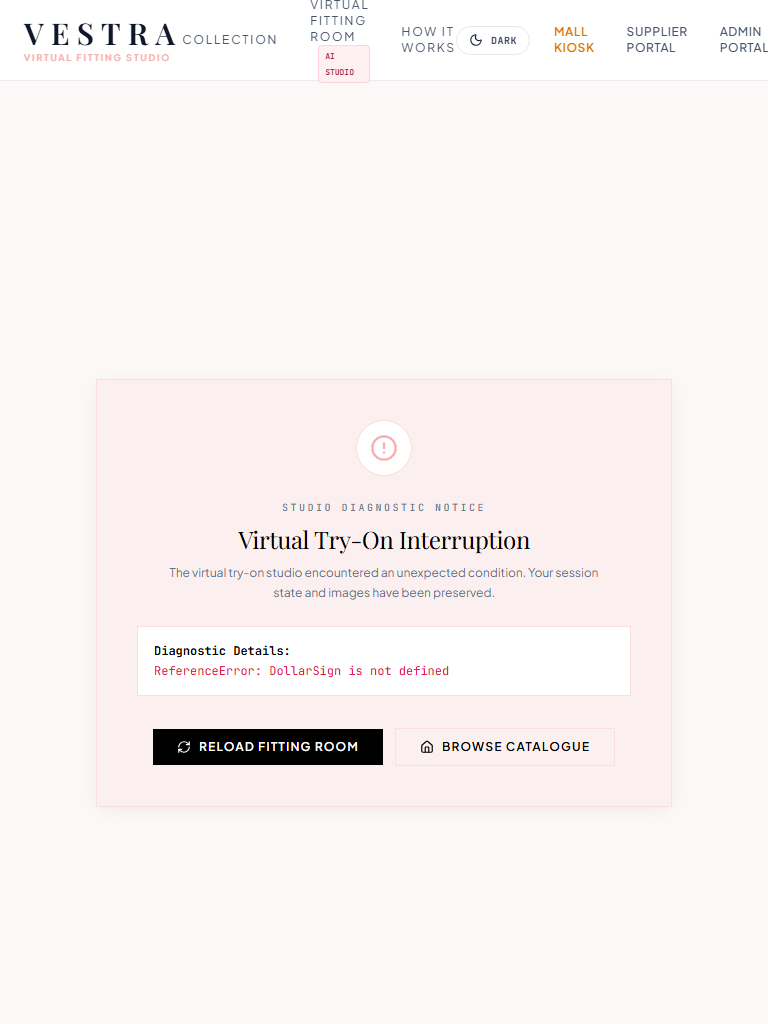 VESTRA
VIRTUAL FITTING STUDIO
COLLECTION
VIRTUAL
FITTING
ROOM
AI
STUDIO
HOW IT
WORKS
DARK
MALL
KIOSK
SUPPLIER
PORTAL
ADMIN
PORTAL
STUDIO DIAGNOSTIC NOTICE
Virtual Try-On Interruption
The virtual try-on studio encountered an unexpected condition. Your session
state and images have been preserved.
Diagnostic Details:
ReferenceError: DollarSign is not defined
RELOAD FITTING ROOM
BROWSE CATALOGUE